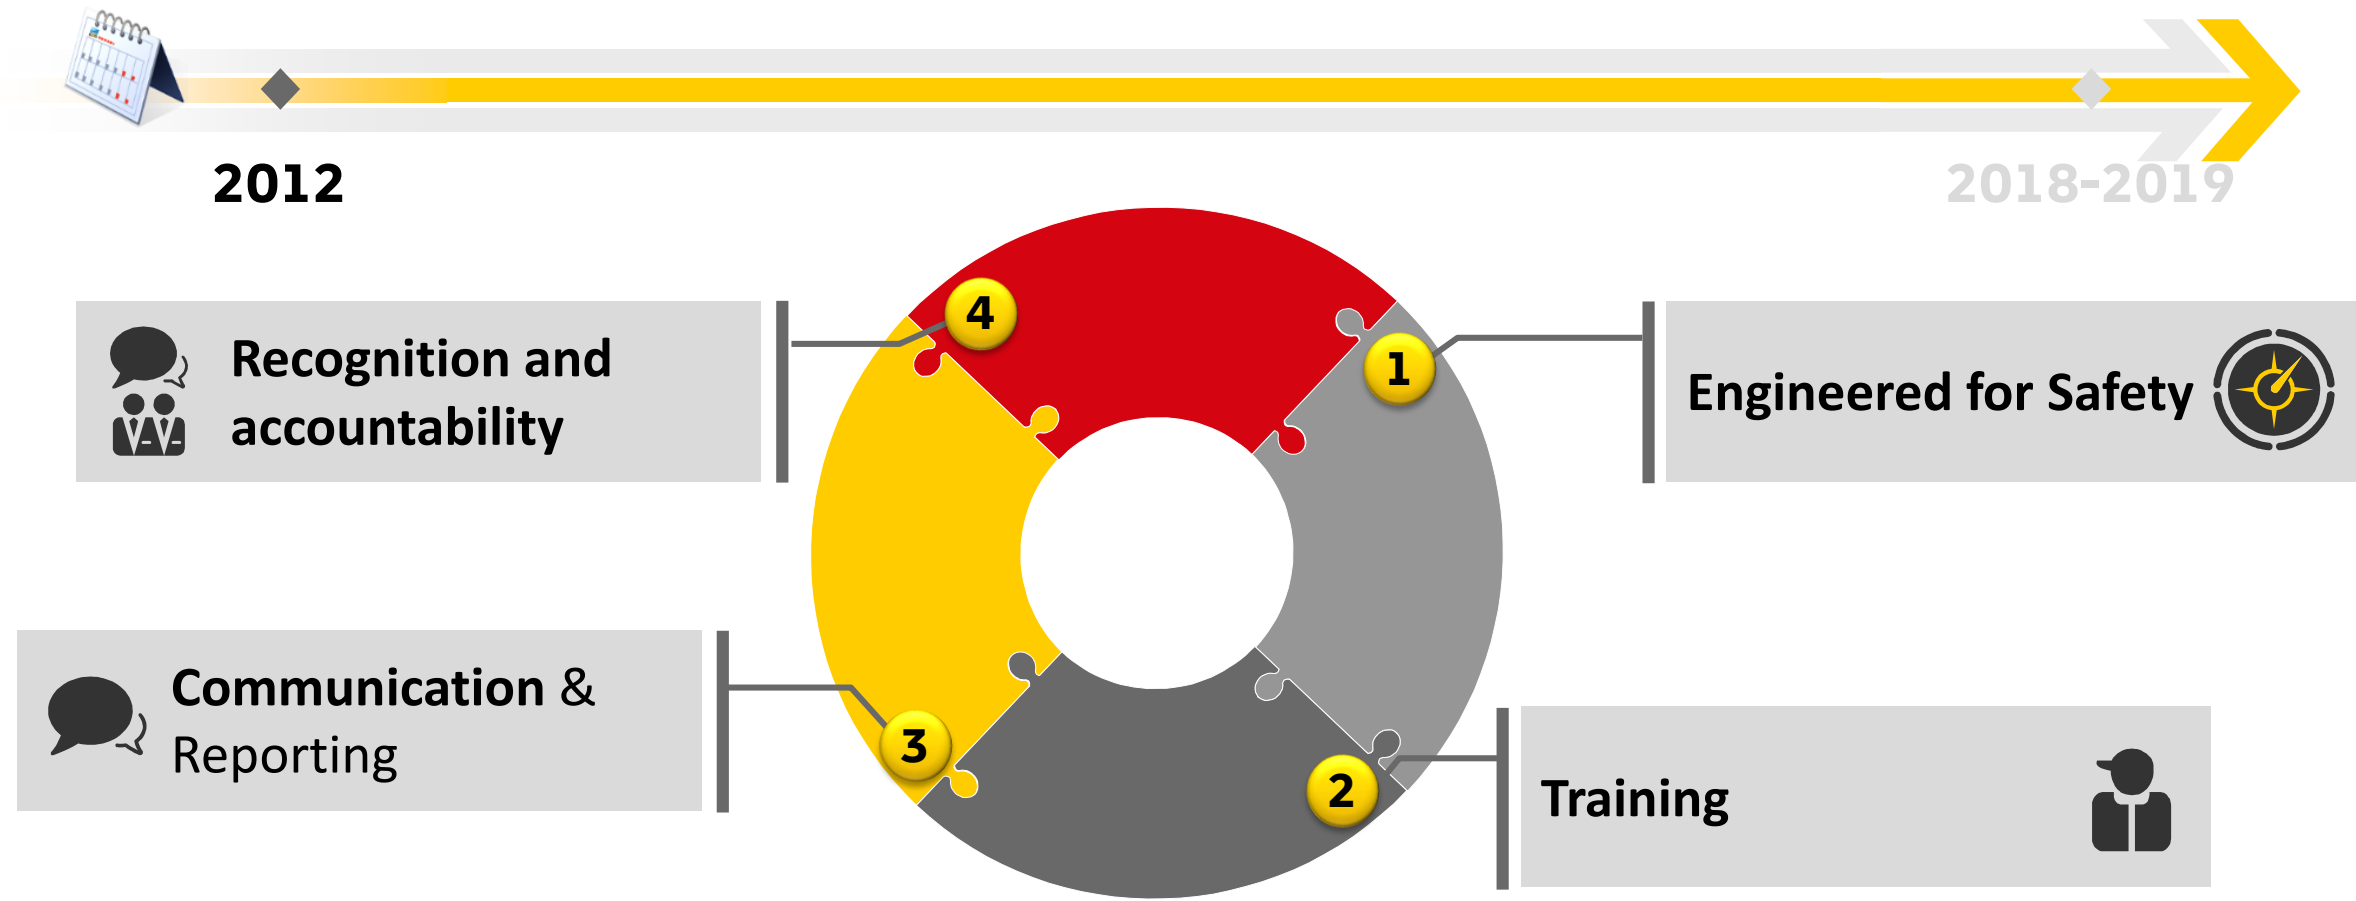 2012
2018-2019
4
Recognition and
accountability
1
Engineered for Safety
Communication &
Reporting
3
2
Training